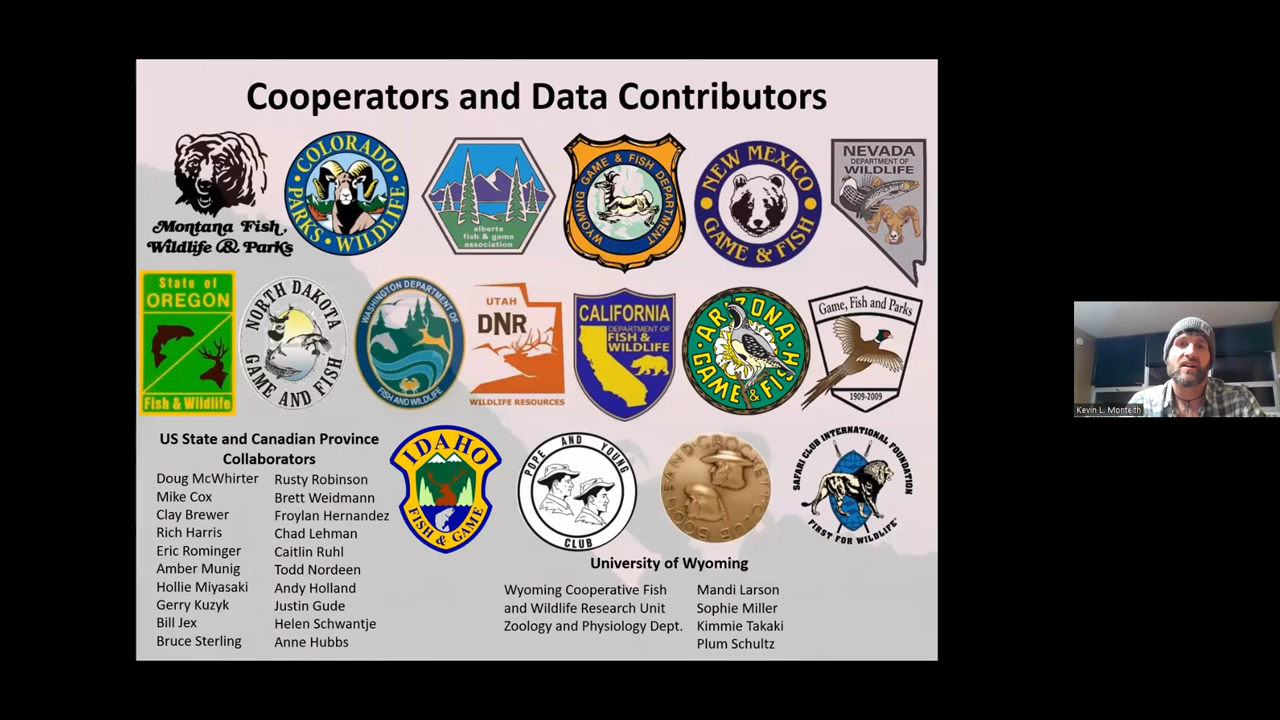 Cooperators and Data Contributors
Montana Fish,
Wildlife & Parks
COLORADO
PARKS • WILDLIFE
alberta
fish & game
association
WYOMING GAME & FISH DEPARTMENT
NEW MEXICO
GAME & FISH
NEVADA
DEPARTMENT OF
WILDLIFE
State of
OREGON
Fish & Wildlife
NORTH DAKOTA
GAME AND FISH
WASHINGTON DEPARTMENT OF
FISH AND WILDLIFE
UTAH
DNR
WILDLIFE RESOURCES
CALIFORNIA
DEPARTMENT OF
FISH &
WILDLIFE
ARIZONA
GAME & FISH
Game, Fish and Parks
1909-2009
IDAHO
FISH & GAME
POPE AND YOUNG
CLUB
BOONE AND CROCKETT CLUB
SAFARI CLUB INTERNATIONAL FOUNDATION
FIRST FOR WILDLIFE
US State and Canadian Province
Collaborators
Doug McWhirter
Mike Cox
Clay Brewer
Rich Harris
Eric Rominger
Amber Munig
Hollie Miyasaki
Gerry Kuzyk
Bill Jex
Bruce Sterling
Rusty Robinson
Brett Weidmann
Froylan Hernandez
Chad Lehman
Caitlin Ruhl
Todd Nordeen
Andy Holland
Justin Gude
Helen Schwantje
Anne Hubbs
University of Wyoming
Wyoming Cooperative Fish
and Wildlife Research Unit
Zoology and Physiology Dept.
Mandi Larson
Sophie Miller
Kimmie Takaki
Plum Schultz
Kevin L. Monteith